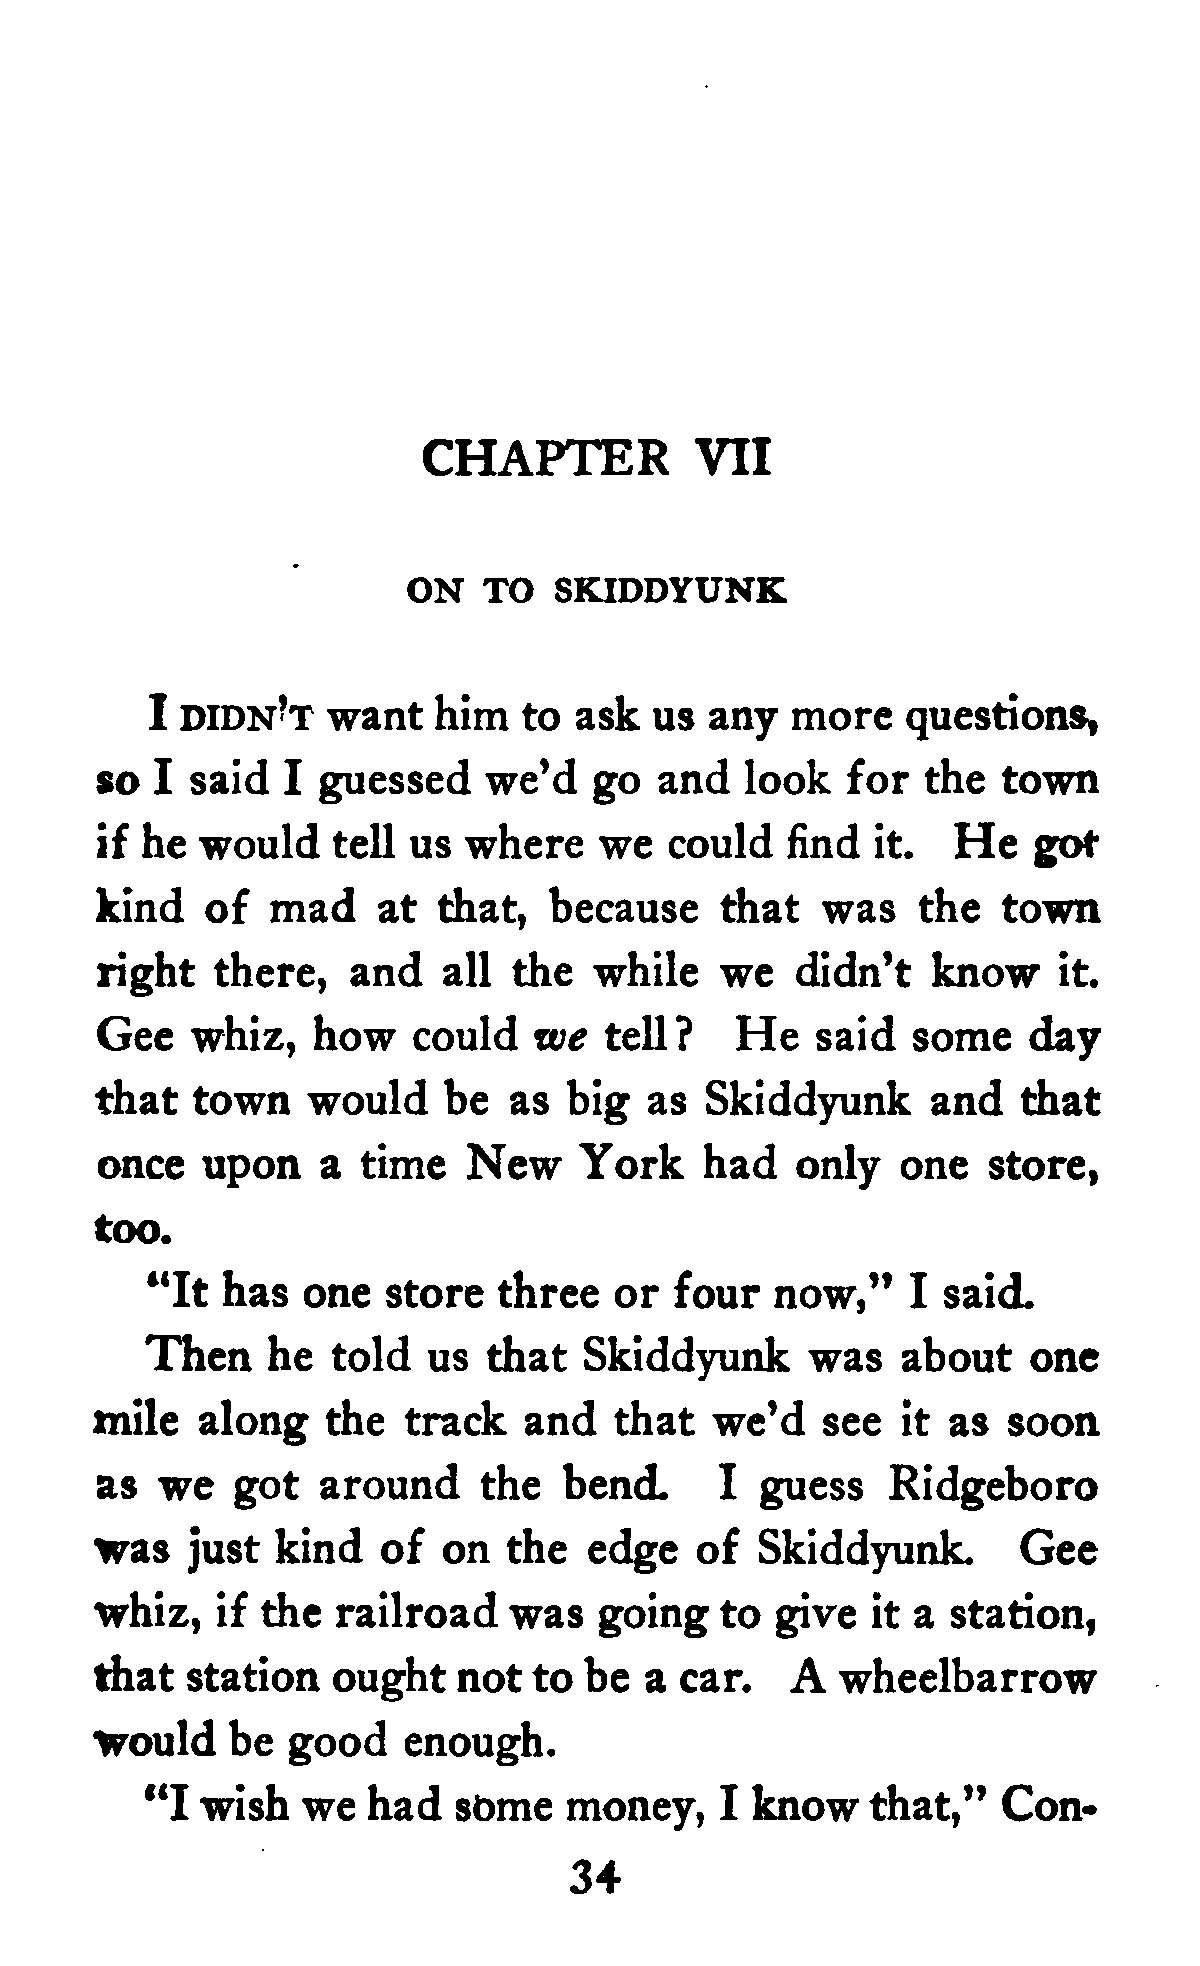 CHAPTER VII
ON TO SKIDDYUNK
I DIDN'T want him to ask us any more questions,
so I said I guessed we'd go and look for the town
if he would tell us where we could find it. He got
kind of mad at that, because that was the town
right there, and all the while we didn't know it.
Gee whiz, how could we tell? He said some day
that town would be as big as Skiddyunk and that
once upon a time New York had only one store,
too.
"It has one store three or four now," I said.
Then he told us that Skiddyunk was about one
mile along the track and that we'd see it as soon
as we got around the bend. I guess Ridgeboro
was just kind of on the edge of Skiddyunk. Gee
whiz, if the railroad was going to give it a station,
that station ought not to be a car. A wheelbarrow
would be good enough.
"I wish we had some money, I know that," Con-
34